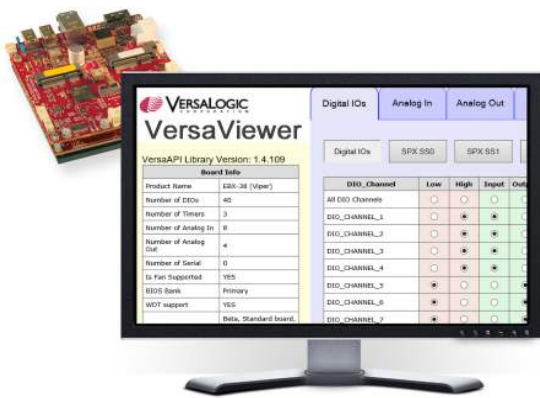 VERSALOGIC
CORPORATION
VersaViewer
VersaAPI Library Version: 1.4.109
Board Info
Product Name EBX-38 (Viper)
Number of DIOs 40
Number of Timers 3
Number of Analog In 8
Number of Analog Out 4
Number of Serial 0
Is Fan Supported YES
BIOS Bank Primary
WDT support YES
Beta, Standard board,
Digital IOs Analog In Analog Out
Digital IOs SPX SS0 SPX SS1
DIO_Channel Low High Input Outp
All DIO Channels
DIO_CHANNEL_1
DIO_CHANNEL_2
DIO_CHANNEL_3
DIO_CHANNEL_4
DIO_CHANNEL_5
DIO_CHANNEL_6
DIO_CHANNEL_7